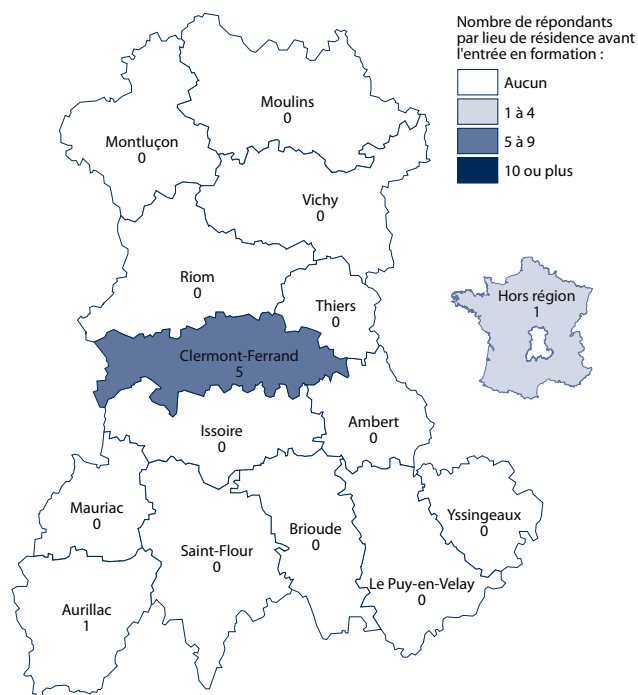 Nombre de répondants
par lieu de résidence avant
l'entrée en formation :
Aucun
1 à 4
5 à 9
10 ou plus
Moulins
0
Montluçon
0
Vichy
0
Riom
0
Thiers
0
Hors région
1
Clermont-Ferrand
5
Issoire
0
Ambert
0
Mauriac
0
Saint-Flour
0
Brioude
0
Yssingeaux
0
Le Puy-en-Velay
0
Aurillac
1